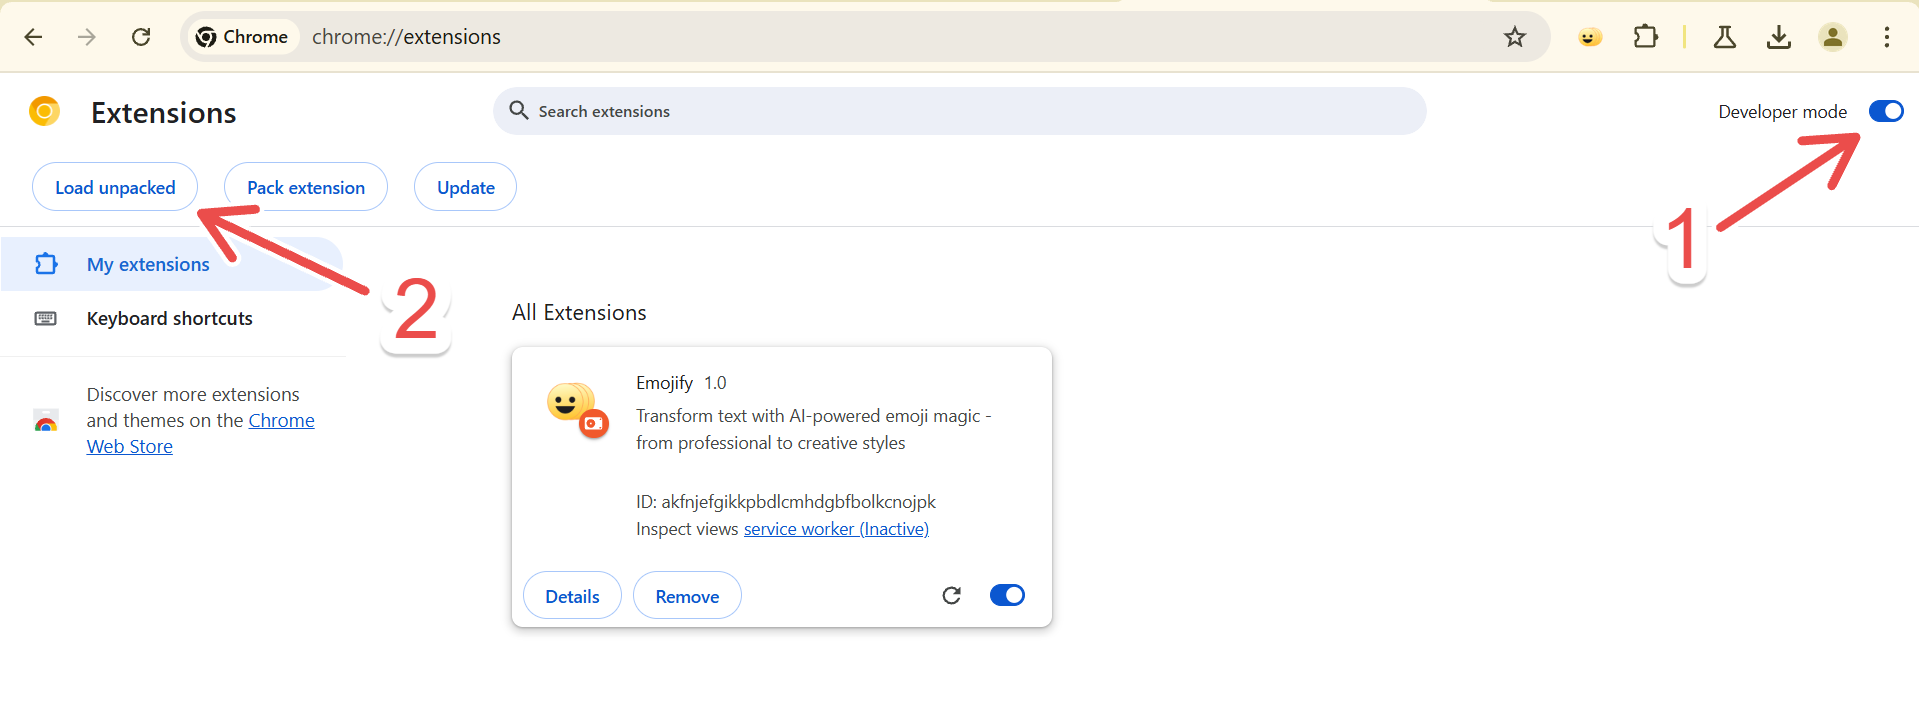 Chrome chrome://extensions
Extensions
Search extensions
Developer mode
Load unpacked
Pack extension
Update
1
My extensions
2
Keyboard shortcuts
Discover more extensions
and themes on the Chrome
Web Store
All Extensions
Emojify 1.0
Transform text with AI-powered emoji magic -
from professional to creative styles
ID: akfnjefgikkpbdlcmhdgbfbolkcnojpk
Inspect views service worker (Inactive)
Details
Remove